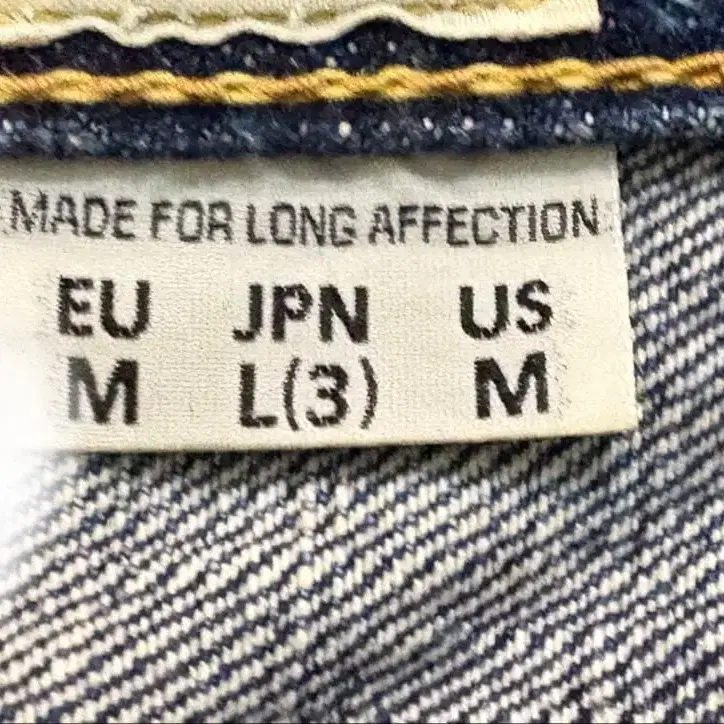 MADE FOR LONG AFFECTION
EU JPN US
M L(3) M